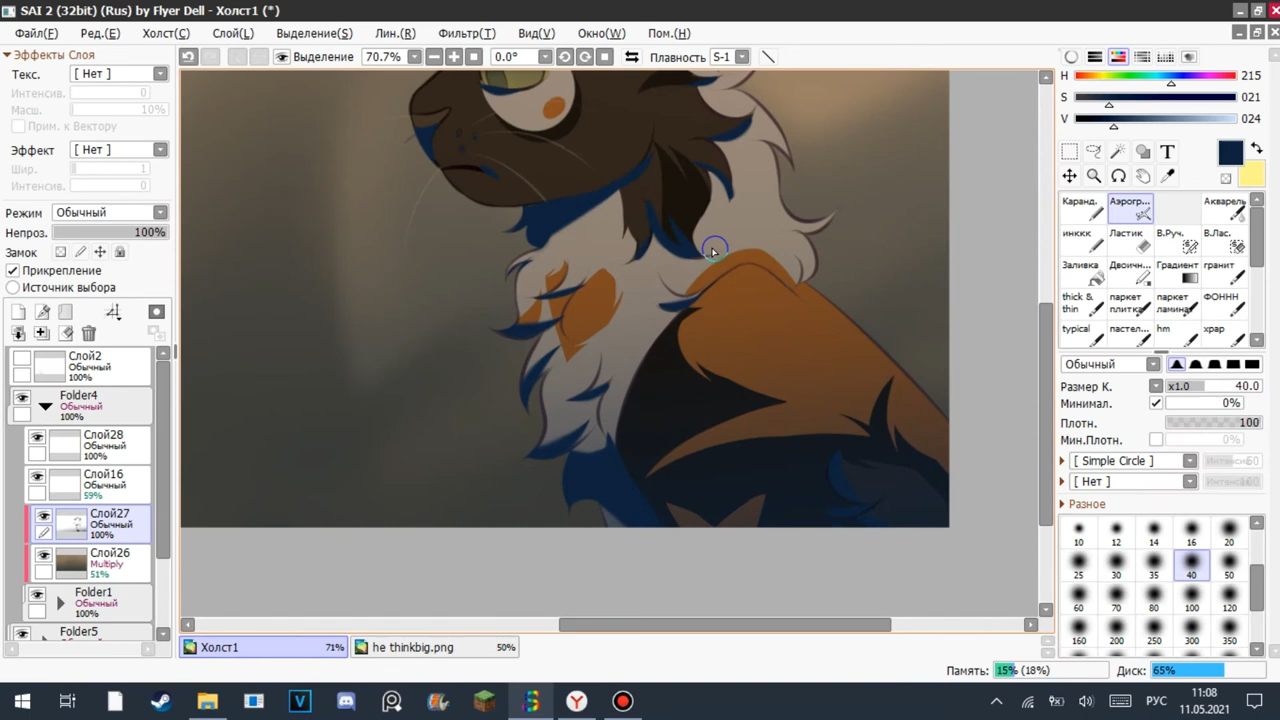 SAI 2 (32bit) (Rus) by Flyer Dell - Холст1 (*)
Файл(F) Ред.(E) Холст(C) Слой(L) Выделение(S) Лин.(R) Фильтр(T) Вид(V) Окно(W) Пом.(H)
Эффекты Слоя
Выделение 70.7% 0.0° Плавность S-1
Текс. [ Нет ]
Интенсив. 0
Масш. 10%
Прим. к Вектору
Эффект [ Нет ]
Шир. 1
Интенсив. 0
Режим Обычный
Непроз. 100%
Замок
Прикрепление
Источник выбора
Слой2
Обычный
100%
Folder4
Обычный
100%
Слой28
Обычный
100%
Слой16
Обычный
59%
Слой27
Обычный
100%
Слой26
Multiply
51%
Folder1
Обычный
100%
Folder5
H 215
S 021
V 024
T
Каранд. Аэрогр... Акварель
инккк Ластик В.Руч. В.Лас.
Заливка Двоичн... Градиент гранит
thick & thin паркет плитка паркет ламина ФОННН
typical пастел... hm храр
Обычный
Размер К. x1.0 40.0
Минимал. 0%
Плотн. 100
Мин.Плотн. 0%
[ Simple Circle ]
[ Нет ]
Разное
10 12 14 16 20
25 30 35 40 50
60 70 80 100 120
160 200 250 300 350
Холст1 71% he thinkbig.png 50%
Память: 15% (18%) Диск: 65%
V РУС 11:08
11.05.2021